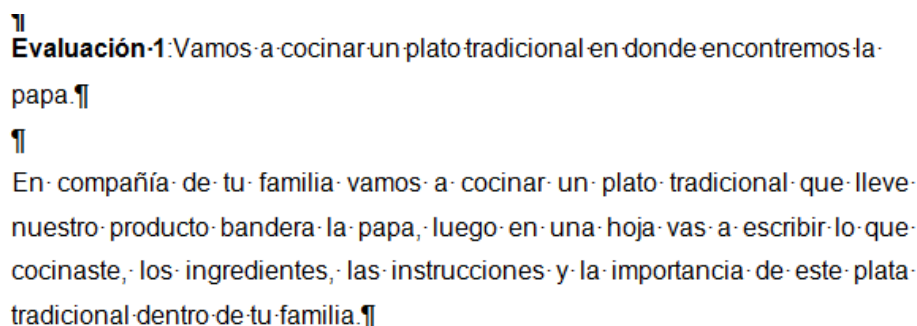 ¶
Evaluación·1:Vamos·a·cocinar·un·plato·tradicional·en·donde·encontremos·la·
papa.¶
¶
En· compañía· de· tu· familia· vamos· a· cocinar· un· plato· tradicional· que· lleve·
nuestro· producto· bandera· la· papa,· luego· en· una· hoja· vas· a· escribir· lo· que·
cocinaste,· los· ingredientes,· las· instrucciones· y· la· importancia· de· este· plata·
tradicional·dentro·de·tu·familia.¶